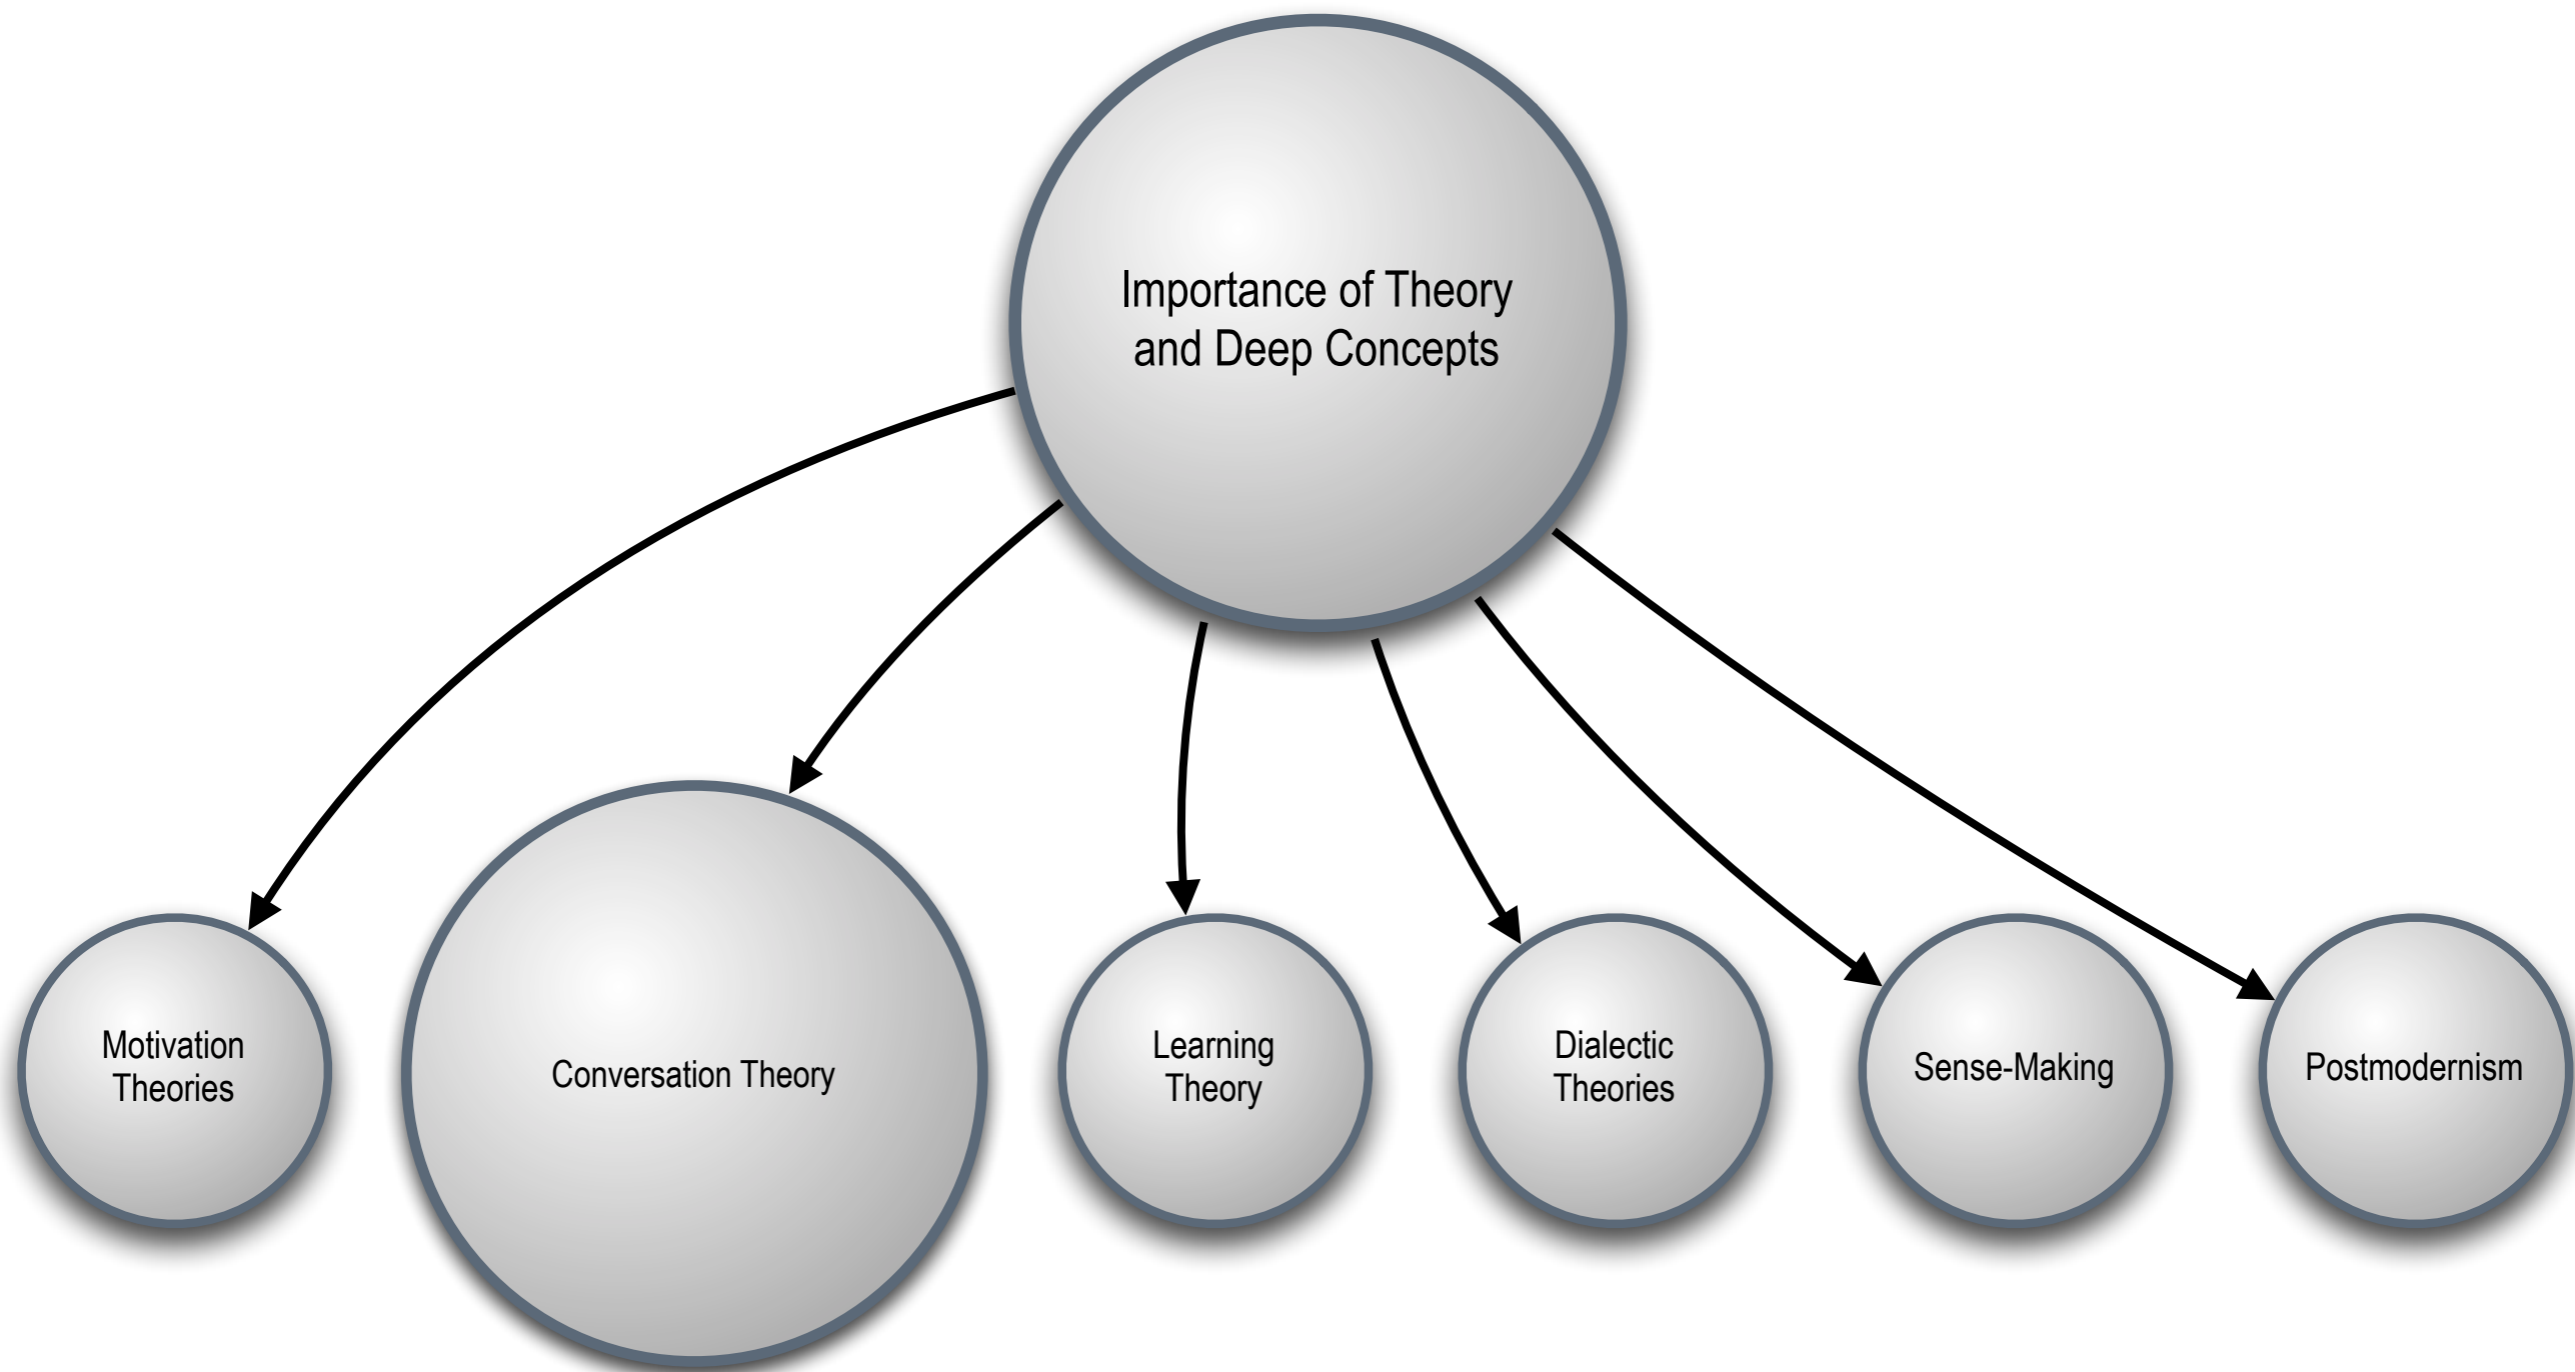 Importance of Theory
and Deep Concepts
Motivation
Theories
Conversation Theory
Learning
Theory
Dialectic
Theories
Sense-Making
Postmodernism